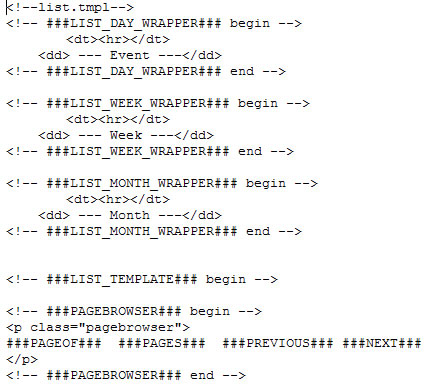 <!--list.tmpl-->
<!-- ###LIST_DAY_WRAPPER### begin -->
<dt><hr></dt>
<dd> --- Event ---</dd>
<!-- ###LIST_DAY_WRAPPER### end -->
<!-- ###LIST_WEEK_WRAPPER### begin -->
<dt><hr></dt>
<dd> --- Week ---</dd>
<!-- ###LIST_WEEK_WRAPPER### end -->
<!-- ###LIST_MONTH_WRAPPER### begin -->
<dt><hr></dt>
<dd> --- Month ---</dd>
<!-- ###LIST_MONTH_WRAPPER### end -->
<!-- ###LIST_TEMPLATE### begin -->
<!-- ###PAGEBROWSER### begin -->
<p class="pagebrowser">
###PAGEOF###  ###PAGES###  ###PREVIOUS### ###NEXT###
</p>
<!-- ###PAGEBROWSER### end -->